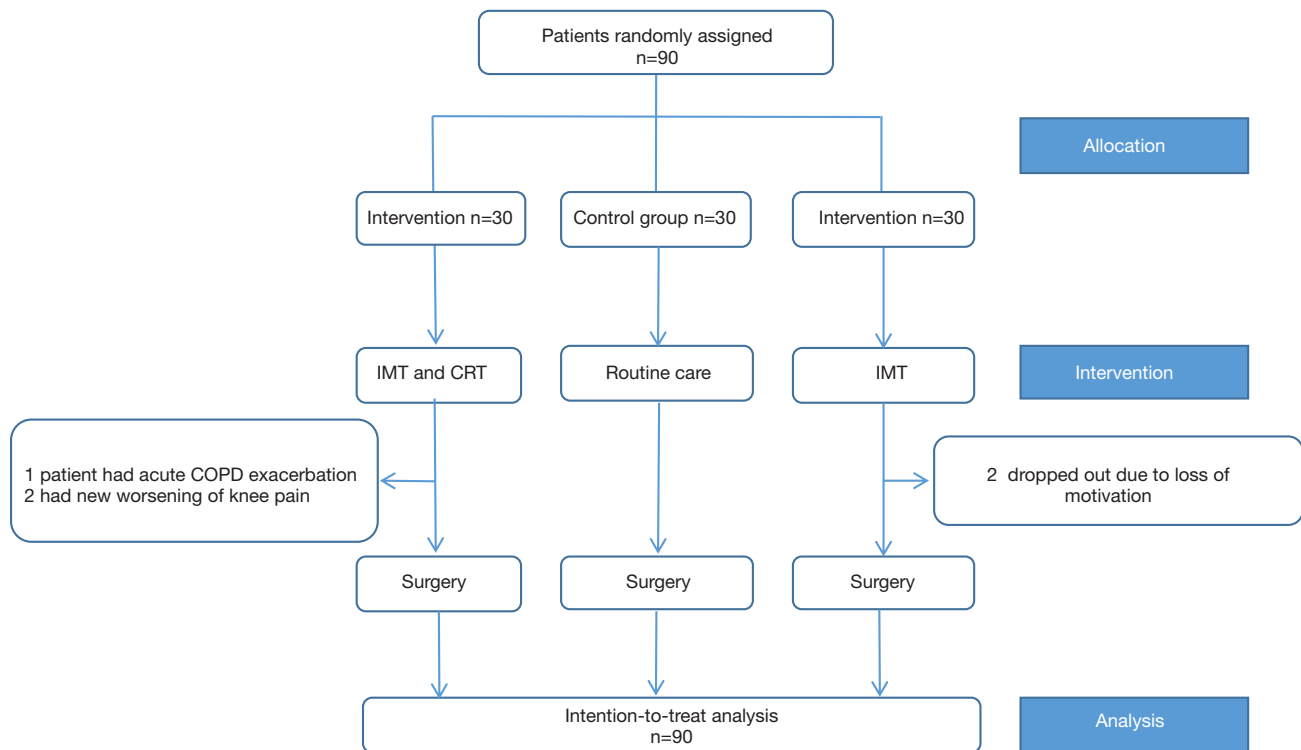 Patients randomly assigned
n=90
Allocation
Intervention n=30
Control group n=30
Intervention n=30
IMT and CRT
Routine care
IMT
Intervention
1 patient had acute COPD exacerbation
2 had new worsening of knee pain
2 dropped out due to loss of
motivation
Surgery
Surgery
Surgery
Intention-to-treat analysis
n=90
Analysis